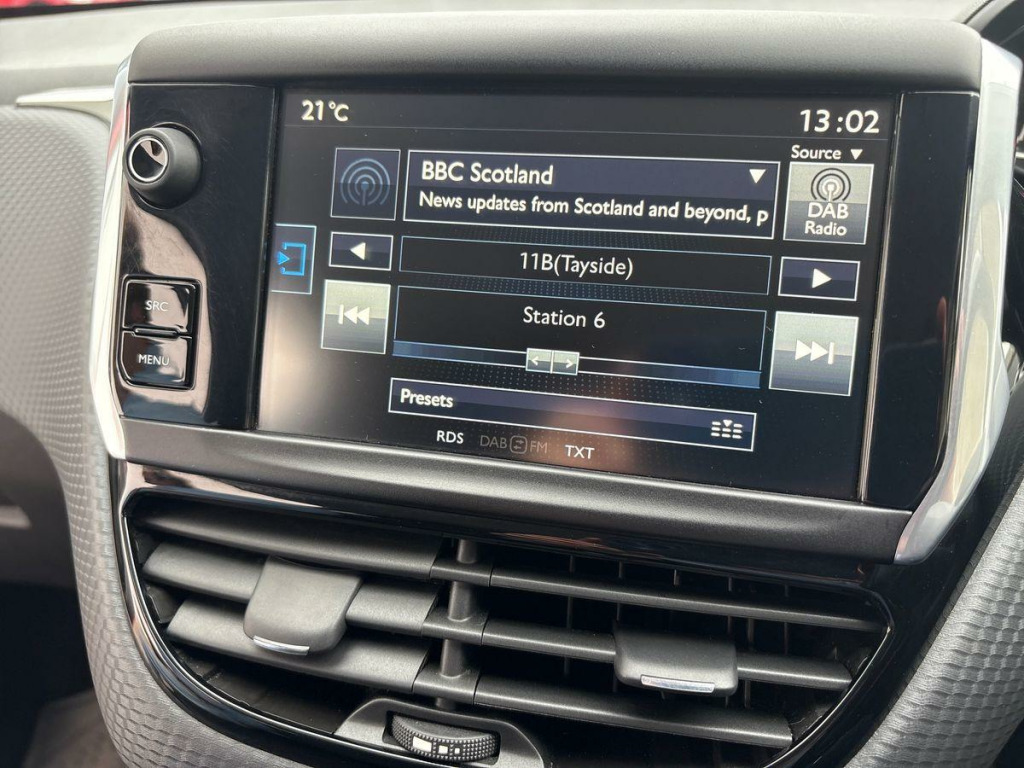 21°C
13:02
Source
BBC Scotland
News updates from Scotland and beyond, p
DAB
Radio
11B(Tayside)
Station 6
SRC
MENU
Presets
RDS
DAB FM
TXT